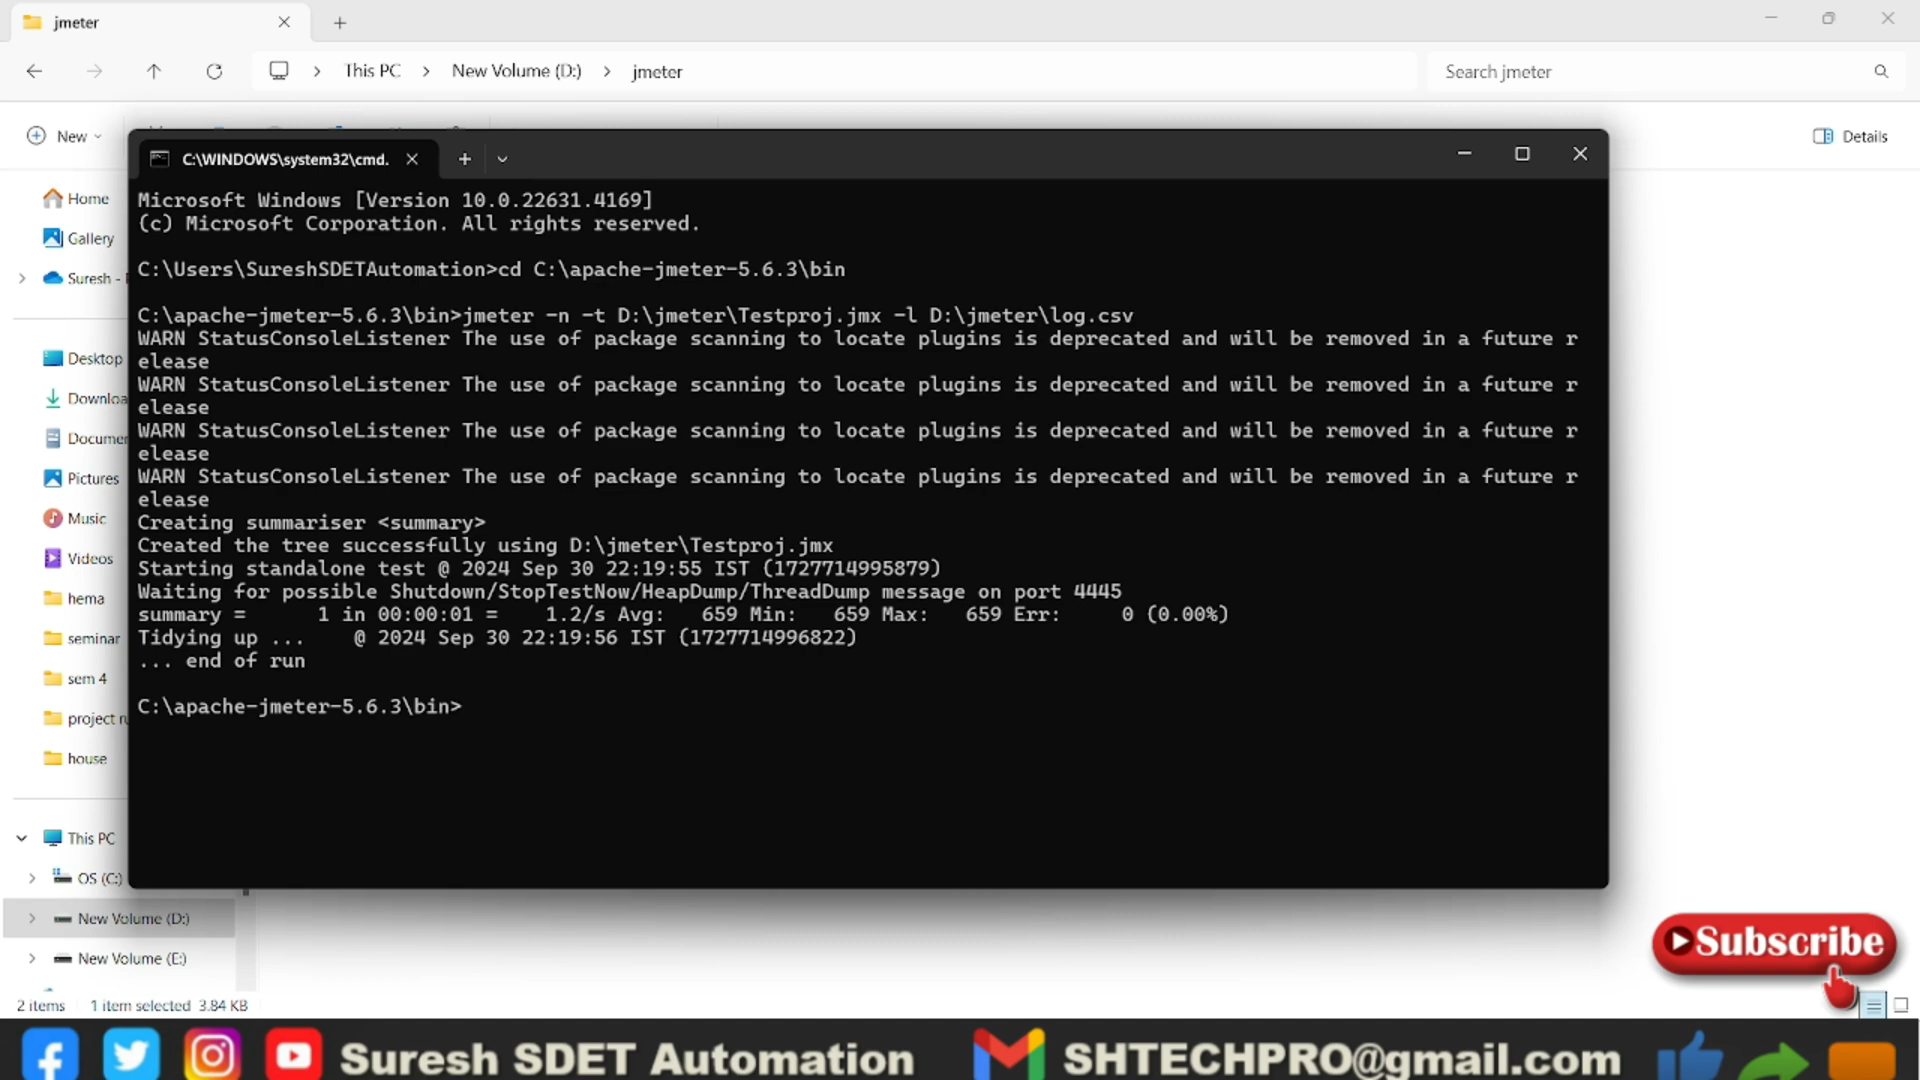 jmeter
This PC > New Volume (D:) > jmeter
Search jmeter
New
Details
C:\WINDOWS\system32\cmd.
Microsoft Windows [Version 10.0.22631.4169]
(c) Microsoft Corporation. All rights reserved.
C:\Users\SureshSDETAutomation>cd C:\apache-jmeter-5.6.3\bin
C:\apache-jmeter-5.6.3\bin>jmeter -n -t D:\jmeter\Testproj.jmx -l D:\jmeter\log.csv
WARN StatusConsoleListener The use of package scanning to locate plugins is deprecated and will be removed in a future r
elease
WARN StatusConsoleListener The use of package scanning to locate plugins is deprecated and will be removed in a future r
elease
WARN StatusConsoleListener The use of package scanning to locate plugins is deprecated and will be removed in a future r
elease
WARN StatusConsoleListener The use of package scanning to locate plugins is deprecated and will be removed in a future r
elease
Creating summariser <summary>
Created the tree successfully using D:\jmeter\Testproj.jmx
Starting standalone test @ 2024 Sep 30 22:19:55 IST (1727714995879)
Waiting for possible Shutdown/StopTestNow/HeapDump/ThreadDump message on port 4445
summary =      1 in 00:00:01 =    1.2/s Avg:   659 Min:   659 Max:   659 Err:     0 (0.00%)
Tidying up ...    @ 2024 Sep 30 22:19:56 IST (1727714996822)
... end of run
C:\apache-jmeter-5.6.3\bin>
Home
Gallery
Suresh -
Desktop
Downloa
Documer
Pictures
Music
Videos
hema
seminar
sem 4
project ru
house
This PC
OS (C:)
New Volume (D:)
New Volume (E:)
2 items 1 item selected 3.84 KB
Subscribe
Suresh SDET Automation
SHTECHPRO@gmail.com